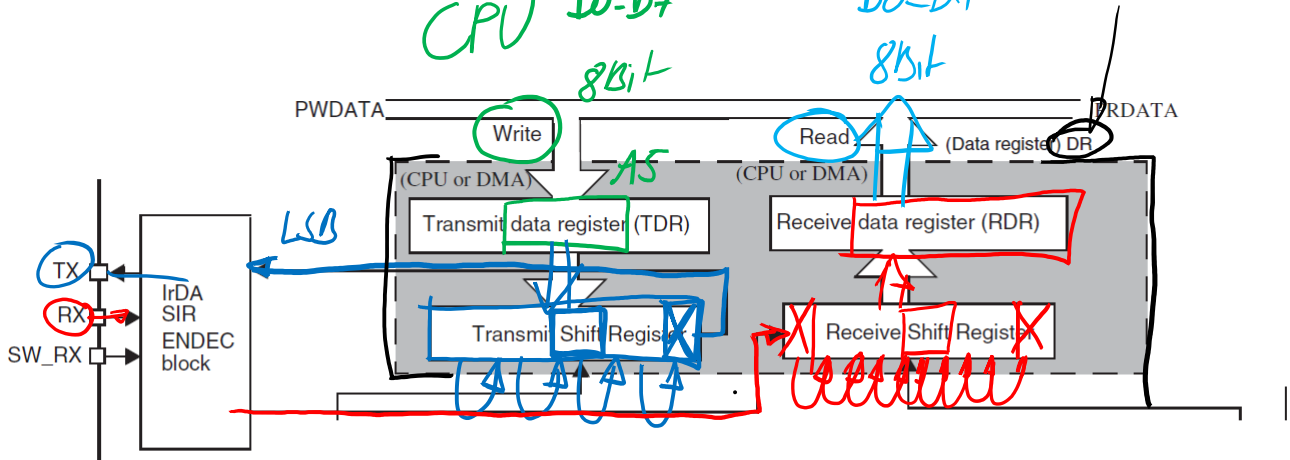 CPU D0-D7 D0-D7
8Bit 8Bit
PWDATA PRDATA
Write Read (Data register) DR
(CPU or DMA) A5 (CPU or DMA)
Transmit data register (TDR) Receive data register (RDR)
LSB
TX
IrDA
RX SIR Transmit Shift Register Receive Shift Register
SW_RX ENDEC
block